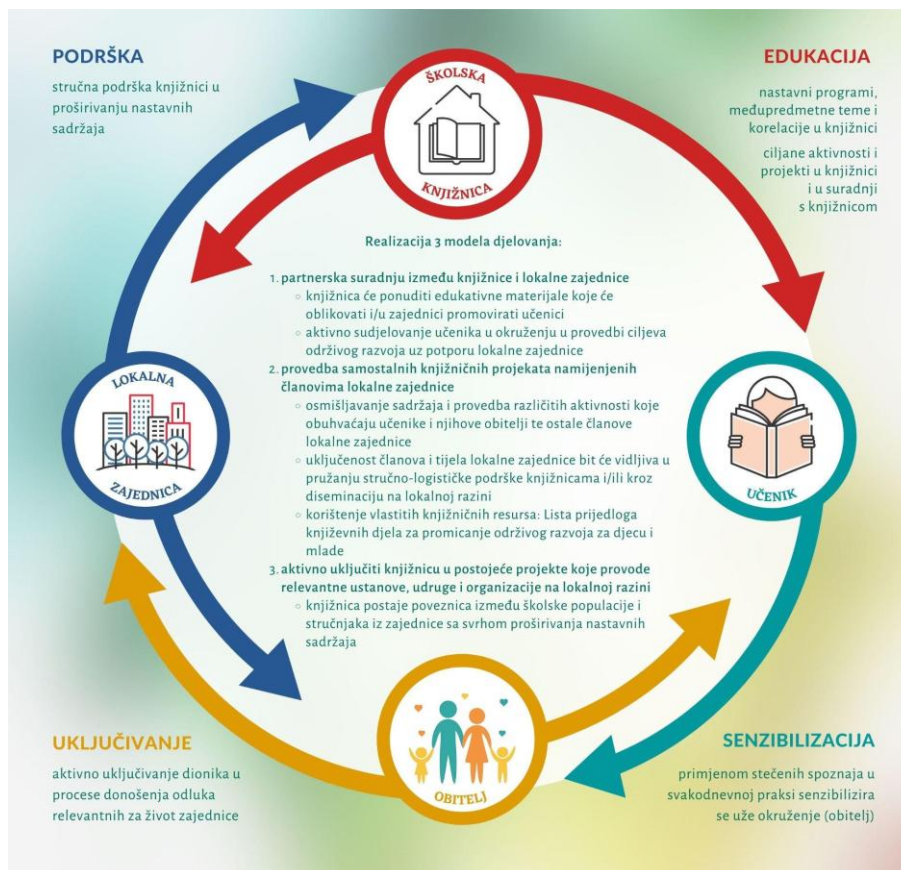 PODRŠKA
stručna podrška knjižnici u
proširivanju nastavnih
sadržaja
ŠKOLSKA
KNJIŽNICA
EDUKACIJA
nastavni programi,
međupredmetne teme i
korelacije u knjižnici
ciljane aktivnosti i
projekti u knjižnici
i u suradnji
s knjižnicom
Realizacija 3 modela djelovanja:
1. partnerska suradnju između knjižnice i lokalne zajednice
○ knjižnica će ponuditi edukativne materijale koje će
oblikovati i/u zajednici promovirati učenici
○ aktivno sudjelovanje učenika u okruženju u provedbi ciljeva
održivog razvoja uz potporu lokalne zajednice
2. provedba samostalnih knjižničnih projekata namijenjenih
članovima lokalne zajednice
○ osmišljavanje sadržaja i provedba različitih aktivnosti koje
obuhvaćaju učenike i njihove obitelji te ostale članove
lokalne zajednice
○ uključenost članova i tijela lokalne zajednice bit će vidljiva u
pružanju stručno-logističke podrške knjižnicama i/ili kroz
diseminaciju na lokalnoj razini
○ korištenje vlastitih knjižničnih resursa: Lista prijedloga
književnih djela za promicanje održivog razvoja za djecu i
mlade
3. aktivno uključiti knjižnicu u postojeće projekte koje provode
relevantne ustanove, udruge i organizacije na lokalnoj razini
○ knjižnica postaje poveznica između školske populacije i
stručnjaka iz zajednice sa svrhom proširivanja nastavnih
sadržaja
LOKALNA
ZAJEDNICA
UČENIK
OBITELJ
UKLJUČIVANJE
aktivno uključivanje dionika u
procese donošenja odluka
relevantnih za život zajednice
SENZIBILIZACIJA
primjenom stečenih spoznaja u
svakodnevnoj praksi senzibilizira
se uže okruženje (obitelj)